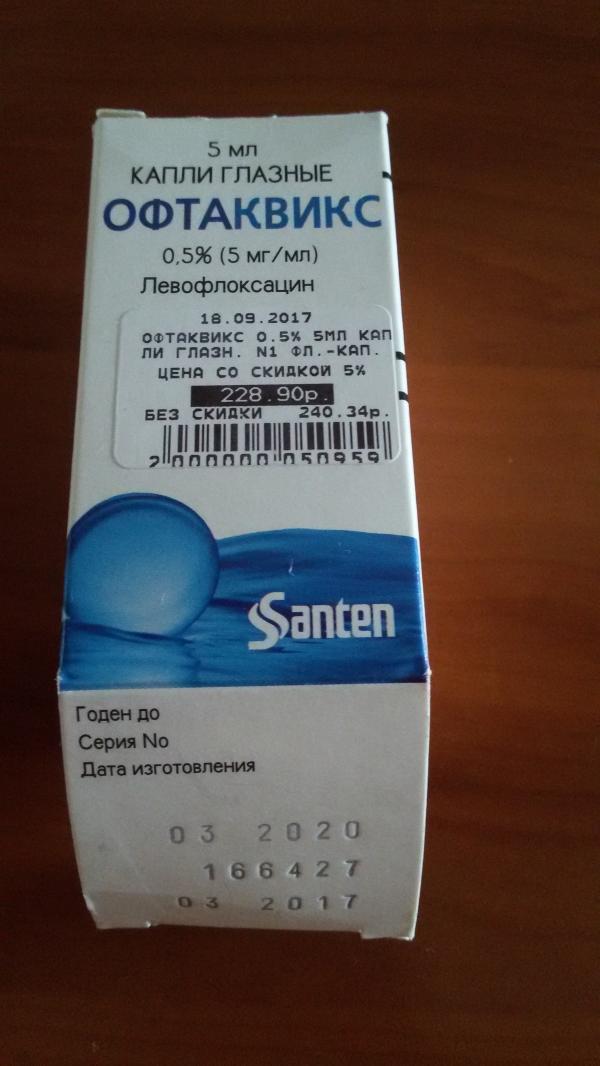 5 мл
КАПЛИ ГЛАЗНЫЕ
ОФТАКВИКС
0,5% (5 мг/мл)
Левофлоксацин
18.09.2017
ОФТАКВИКС 0.5% 5МЛ КАП
ЛИ ГЛАЗН. N1 ФЛ.-КАП.
ЦЕНА СО СКИДКОЙ 5%
228.90р.
БЕЗ СКИДКИ 240.34р.
2 000000 050959
Santen
Годен до
Серия No
Дата изготовления
03 2020
166427
03 2017